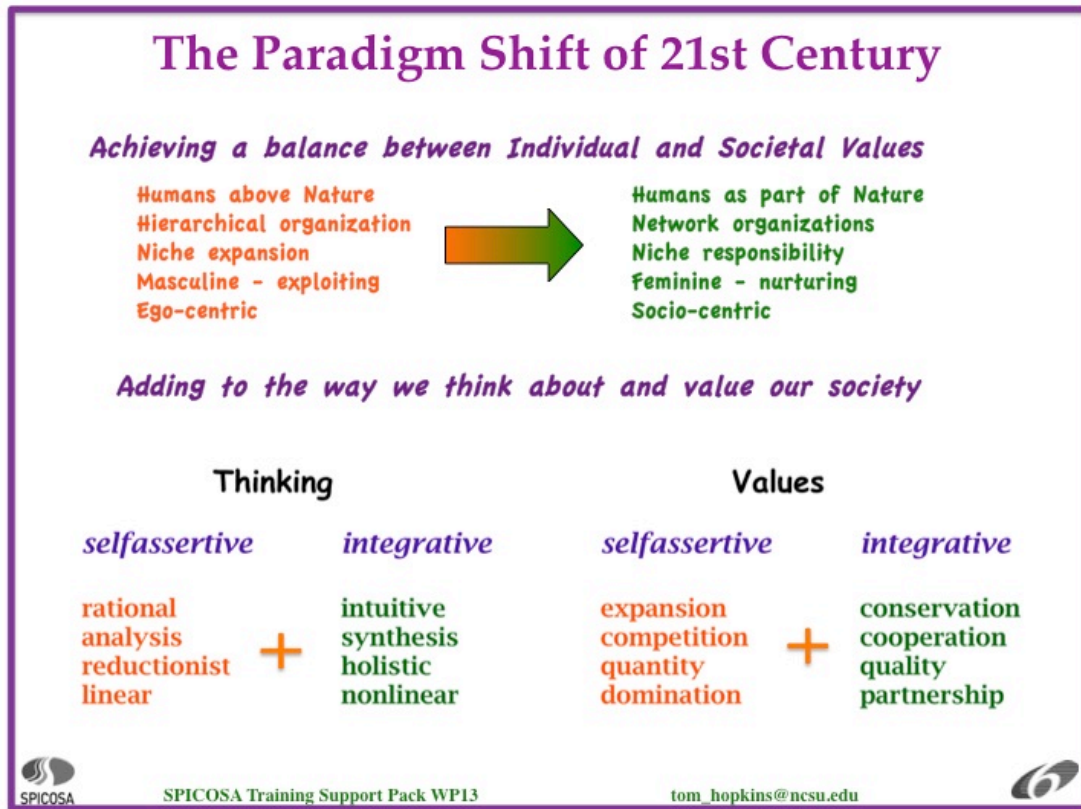 The Paradigm Shift of 21st Century
Achieving a balance between Individual and Societal Values
Humans above Nature
Hierarchical organization
Niche expansion
Masculine - exploiting
Ego-centric
Humans as part of Nature
Network organizations
Niche responsibility
Feminine - nurturing
Socio-centric
Adding to the way we think about and value our society
Thinking
selfassertive
rational
analysis
reductionist
linear
+
integrative
intuitive
synthesis
holistic
nonlinear
Values
selfassertive
expansion
competition
quantity
domination
+
integrative
conservation
cooperation
quality
partnership
SPICOSA
SPICOSA Training Support Pack WP13
tom_hopkins@ncsu.edu
6